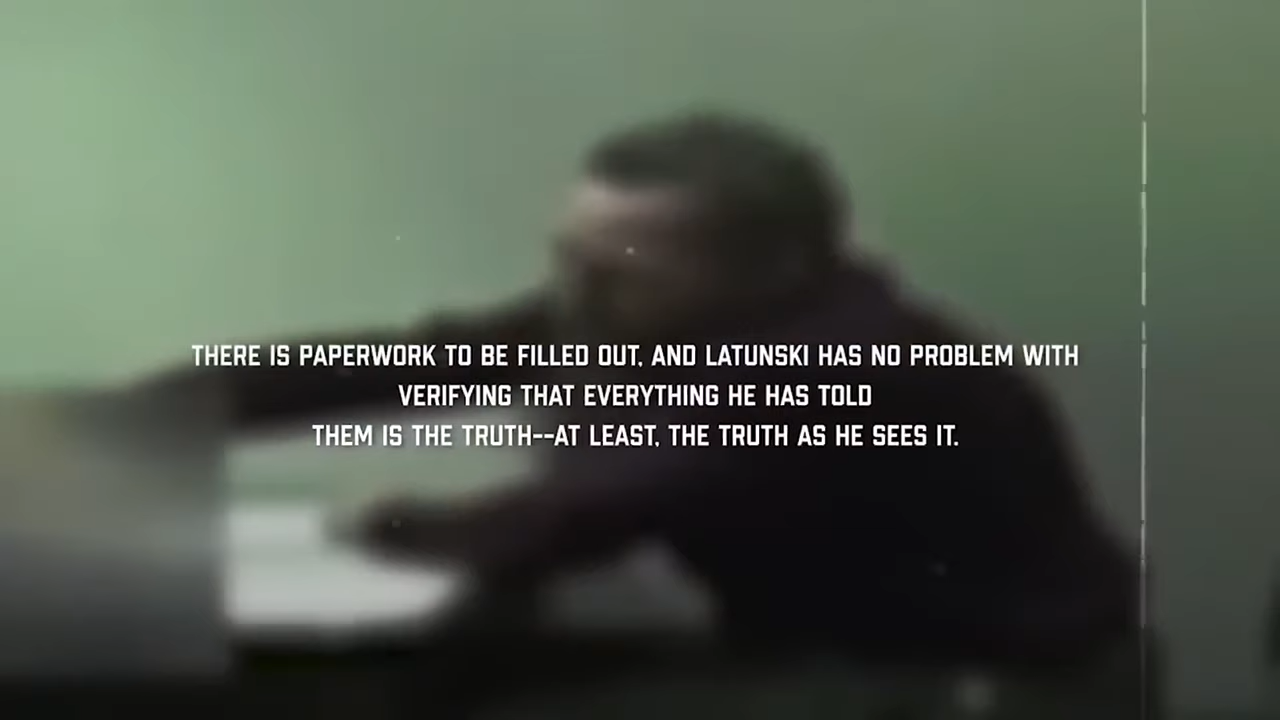 THERE IS PAPERWORK TO BE FILLED OUT, AND LATUNSKI HAS NO PROBLEM WITH
VERIFYING THAT EVERYTHING HE HAS TOLD
THEM IS THE TRUTH--AT LEAST, THE TRUTH AS HE SEES IT.